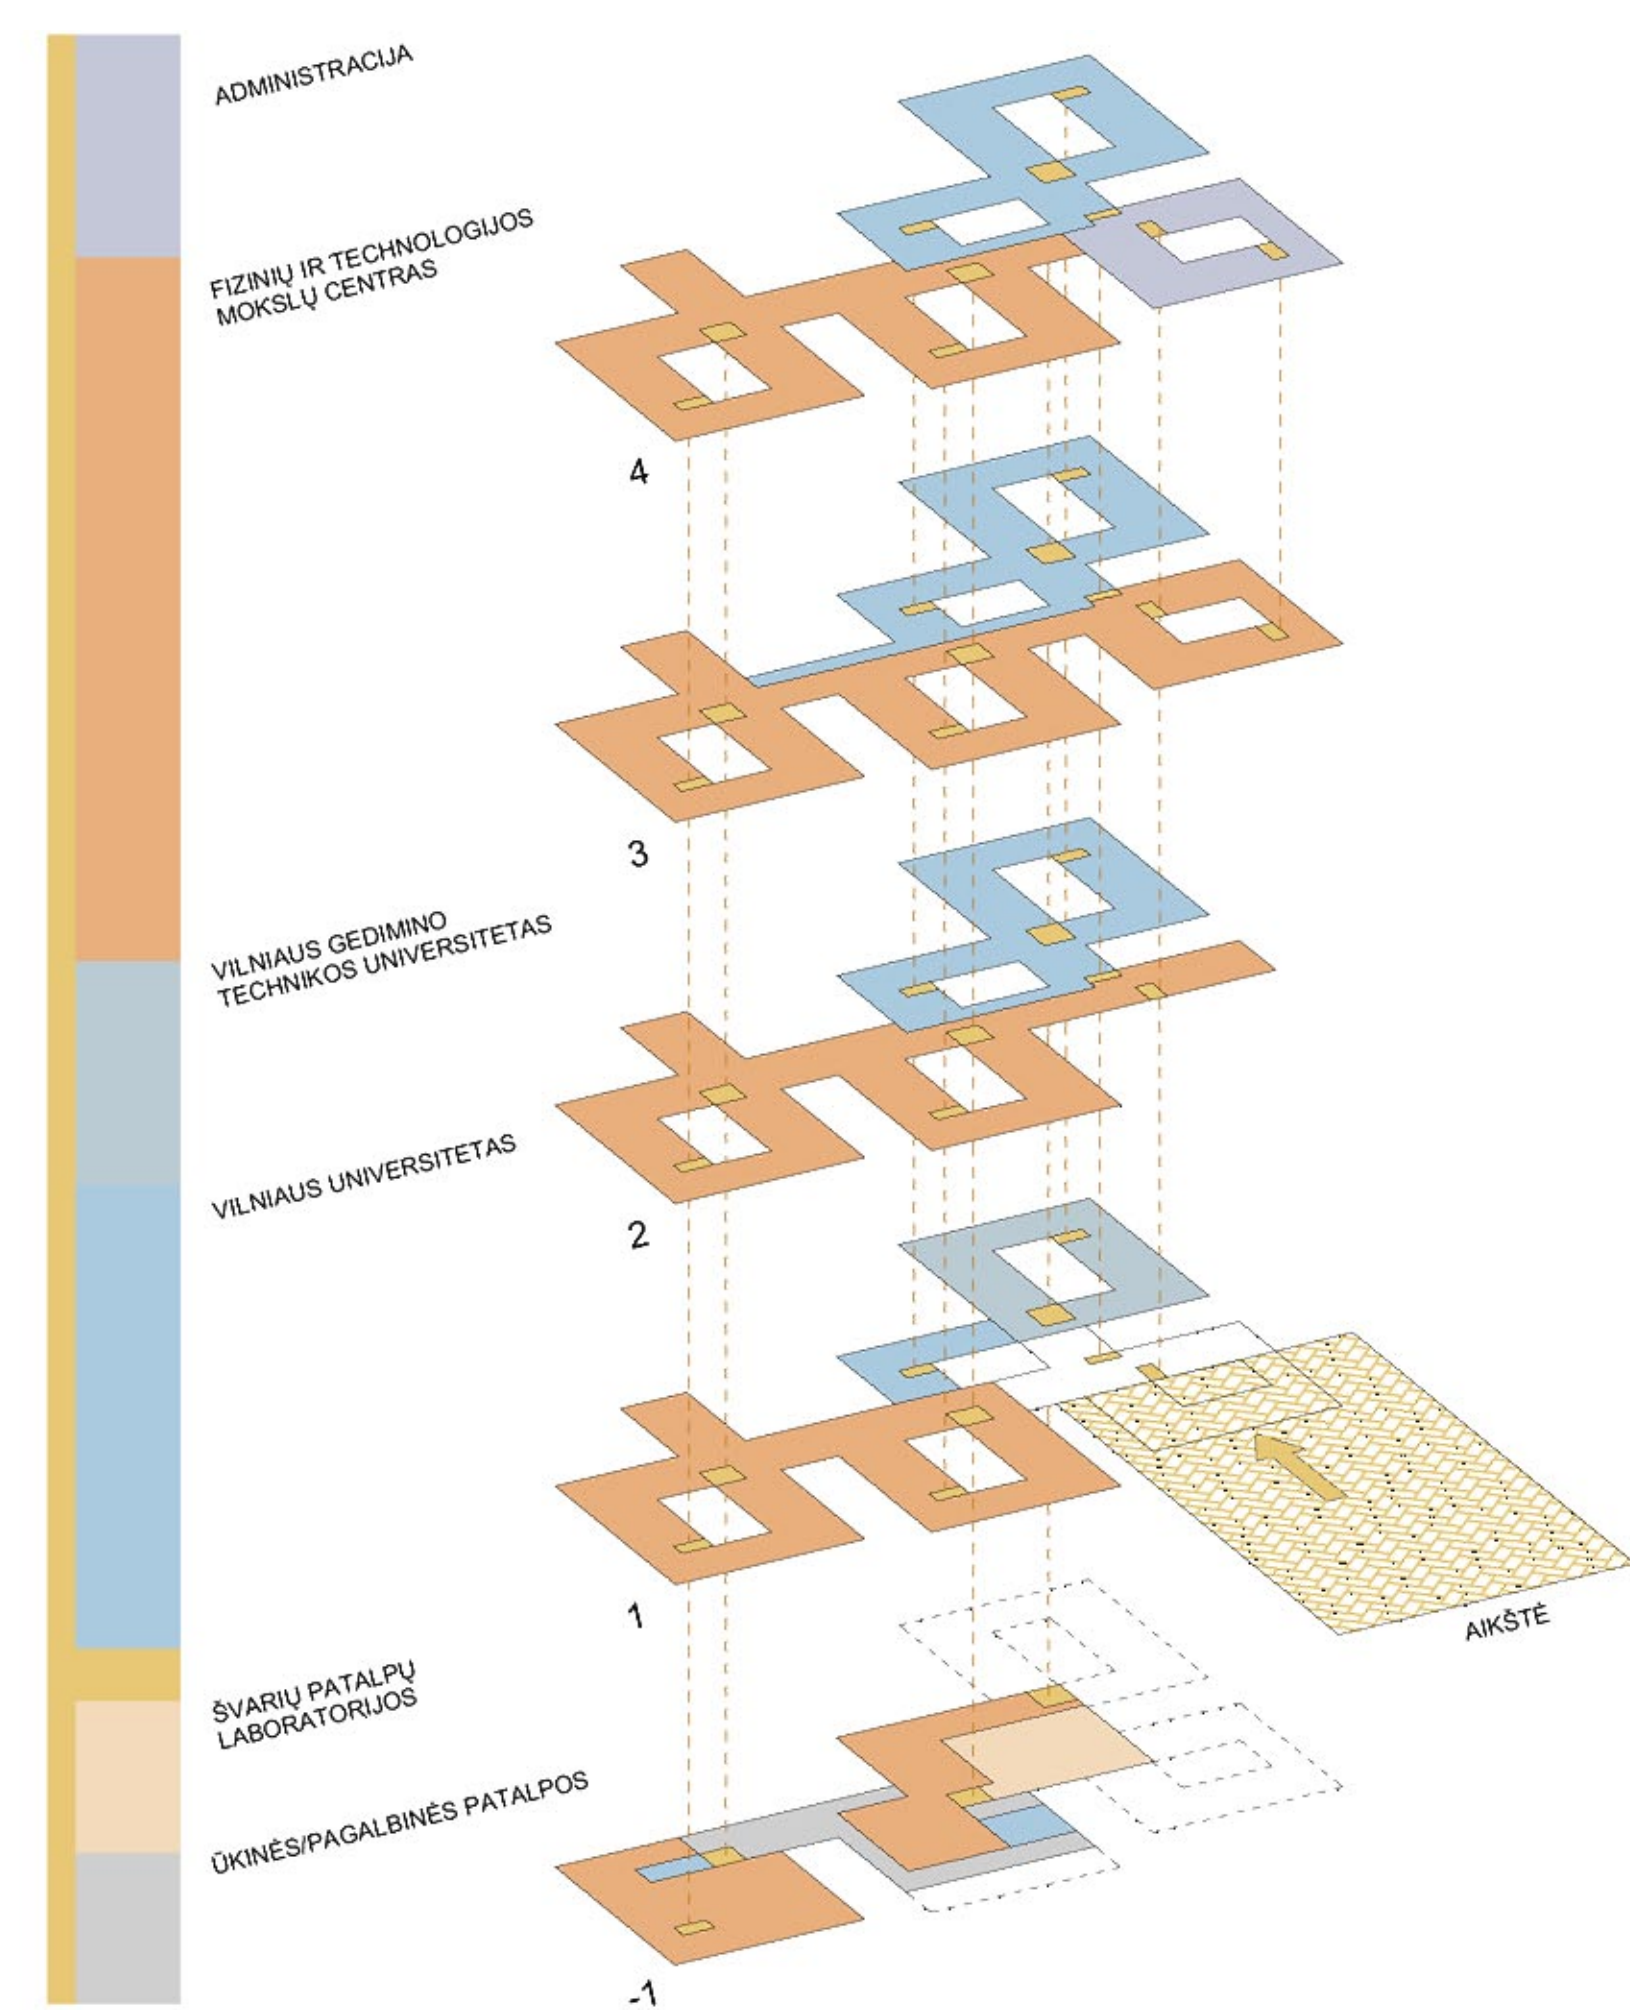 ADMINISTRACIJA
FIZINIŲ IR TECHNOLOGIJOS
MOKSLŲ CENTRAS
4
3
VILNIAUS GEDIMINO
TECHNIKOS UNIVERSITETAS
VILNIAUS UNIVERSITETAS
2
1
AIKŠTĖ
ŠVARIŲ PATALPŲ
LABORATORIJOS
ŪKINĖS/PAGALBINĖS PATALPOS
-1